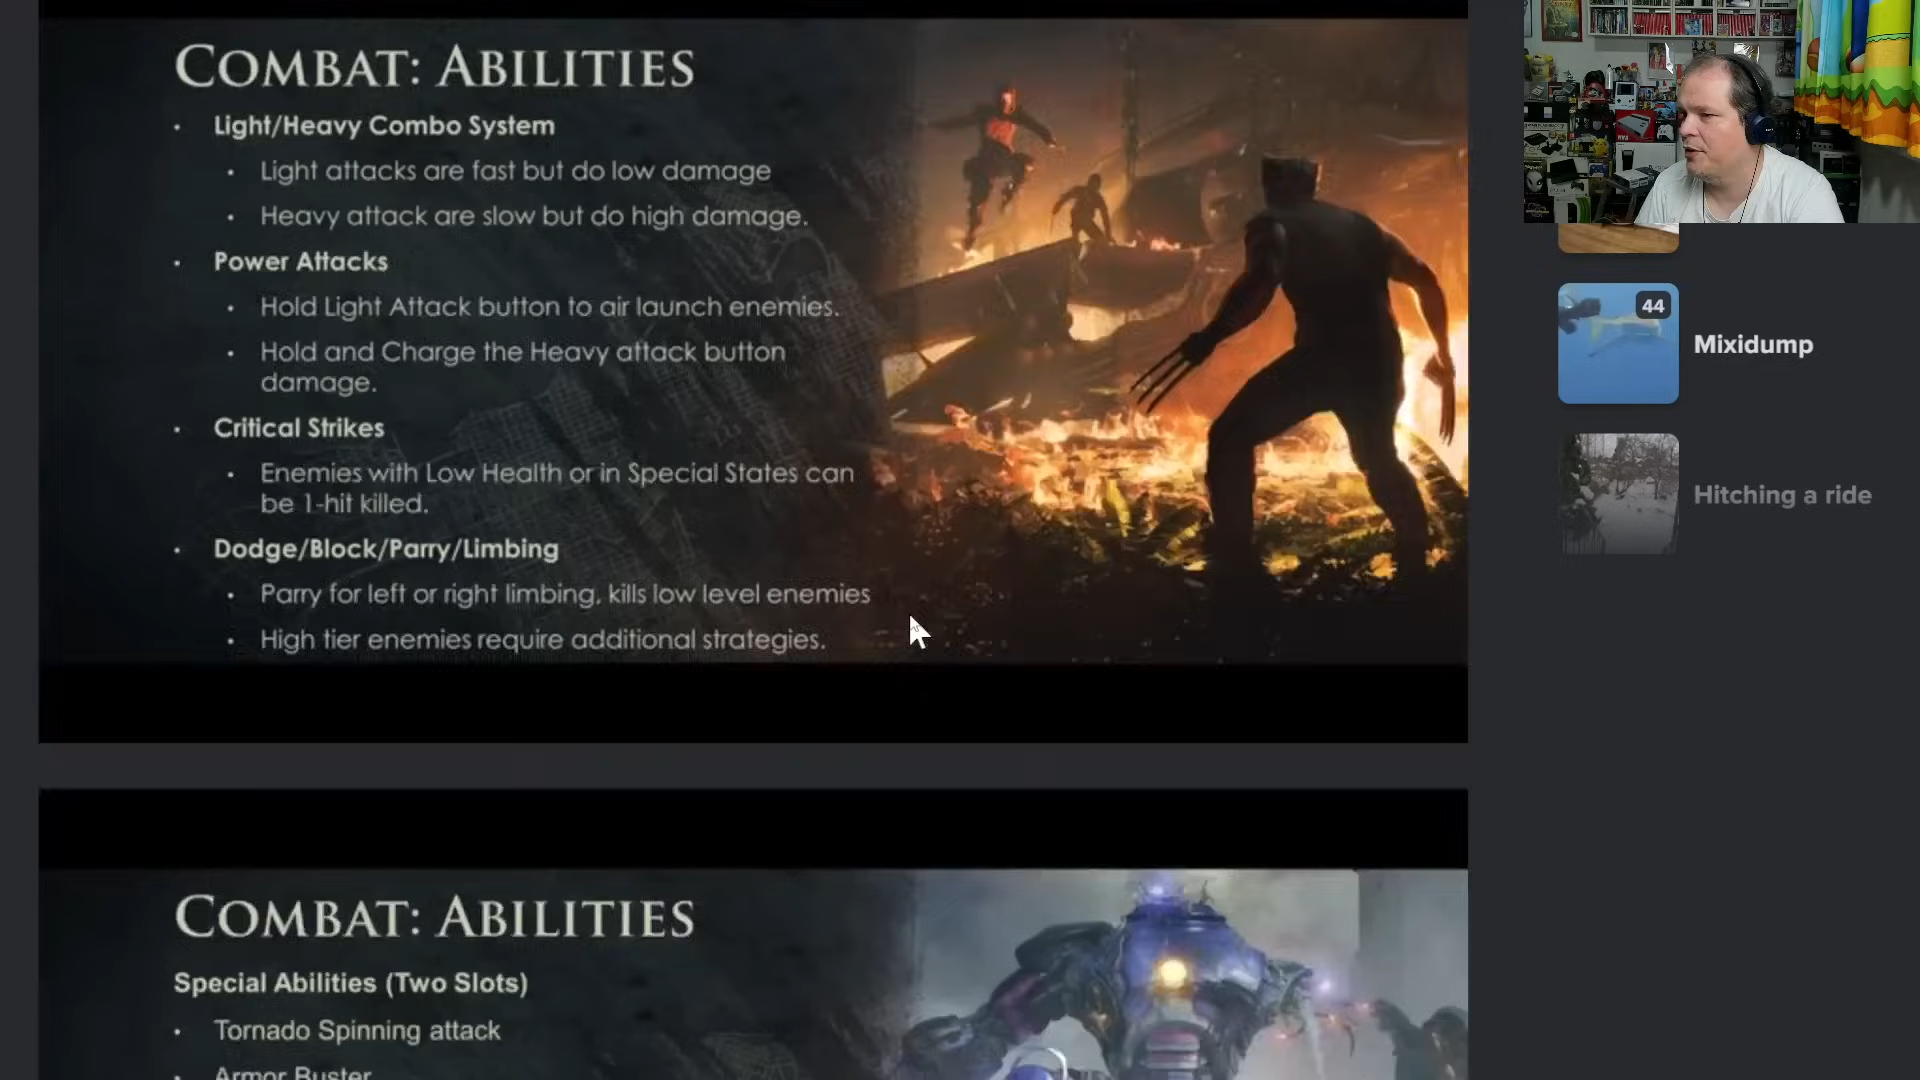 COMBAT: ABILITIES
• Light/Heavy Combo System
• Light attacks are fast but do low damage
• Heavy attack are slow but do high damage.
• Power Attacks
• Hold Light Attack button to air launch enemies.
• Hold and Charge the Heavy attack button
damage.
• Critical Strikes
• Enemies with Low Health or in Special States can
be 1-hit killed.
• Dodge/Block/Parry/Limbing
• Parry for left or right limbing, kills low level enemies
• High tier enemies require additional strategies.
44
Mixidump
Hitching a ride
COMBAT: ABILITIES
Special Abilities (Two Slots)
• Tornado Spinning attack
• Armor Buster